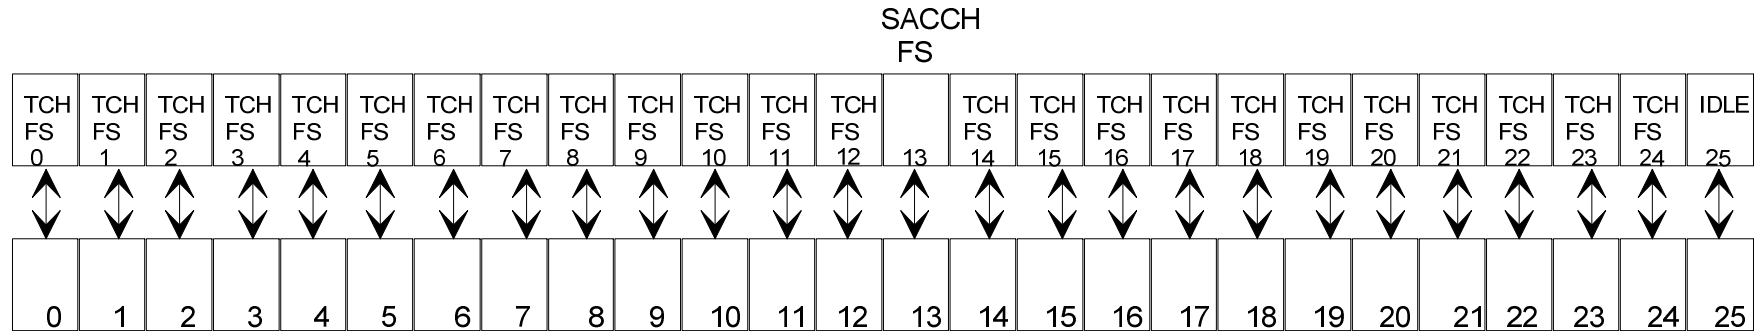 SACCH
FS
TCH TCH TCH TCH TCH TCH TCH TCH TCH TCH TCH TCH TCH TCH TCH TCH TCH TCH TCH TCH TCH TCH TCH TCH IDLE
FS FS FS FS FS FS FS FS FS FS FS FS FS FS FS FS FS FS FS FS FS FS FS FS
0 1 2 3 4 5 6 7 8 9 10 11 12 13 14 15 16 17 18 19 20 21 22 23 24 25
0 1 2 3 4 5 6 7 8 9 10 11 12 13 14 15 16 17 18 19 20 21 22 23 24 25